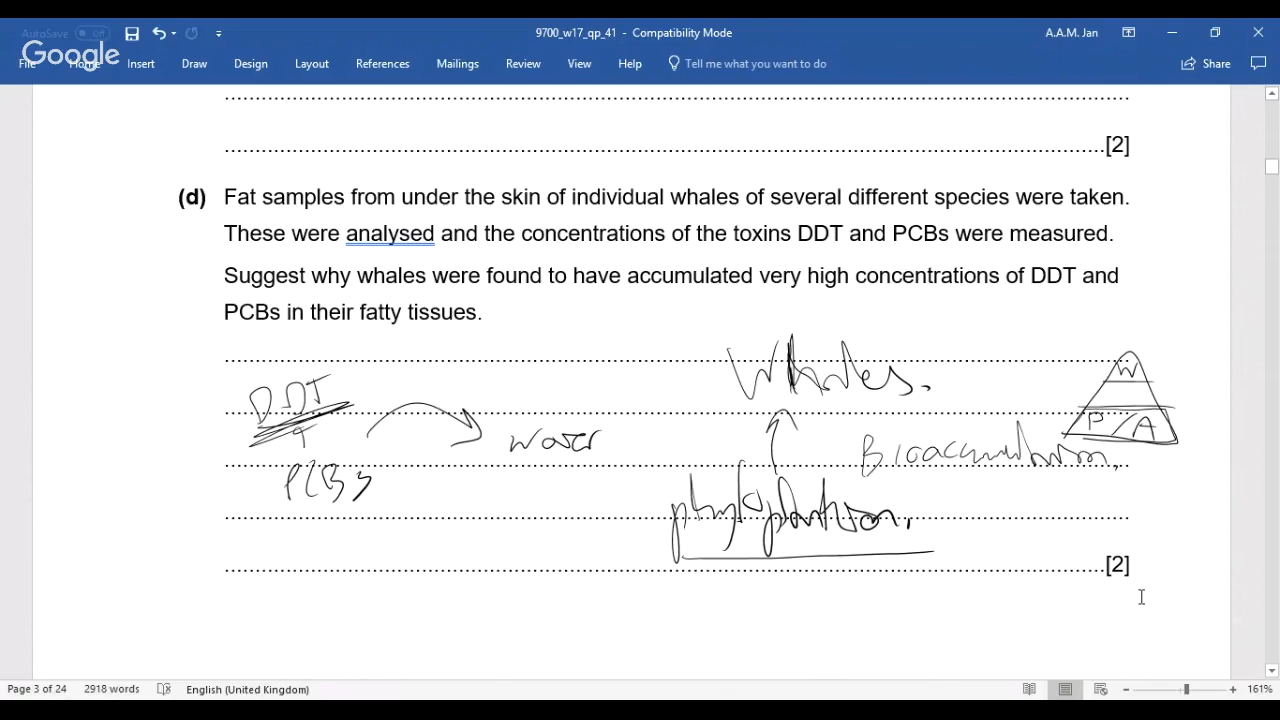 AutoSave Off 9700_w17_qp_41 - Compatibility Mode A.A.M. Jan
Google
File Home Insert Draw Design Layout References Mailings Review View Help Tell me what you want to do Share
[2]
(d) Fat samples from under the skin of individual whales of several different species were taken.
These were analysed and the concentrations of the toxins DDT and PCBs were measured.
Suggest why whales were found to have accumulated very high concentrations of DDT and
PCBs in their fatty tissues.
Whales.
W
DDT
P/A
water
Bioaccumulation.
PCBs
phytoplankton.
[2]
Page 3 of 24 2918 words English (United Kingdom) 161%